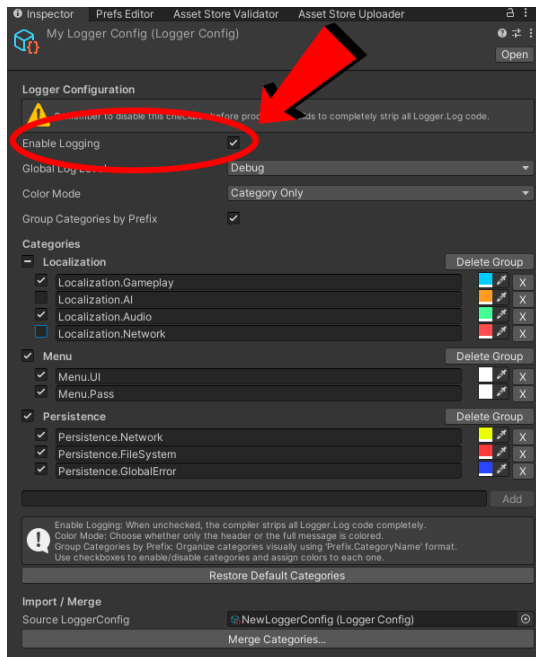 Inspector Prefs Editor Asset Store Validator Asset Store Uploader
My Logger Config (Logger Config)
Open
Logger Configuration
Remember to disable this checkbox before
to completely strip all Logger.Log code.
Enable Logging
Global Log Level Debug
Color Mode Category Only
Group Categories by Prefix
Categories
Localization Delete Group
Localization.Gameplay X
Localization.AI X
Localization.Audio X
Localization.Network X
Menu Delete Group
Menu.UI X
Menu.Pass X
Persistence Delete Group
Persistence.Network X
Persistence.FileSystem X
Persistence.GlobalError X
Add
Enable Logging: When unchecked, the compiler strips all Logger.Log code completely.
Color Mode: Choose whether only the header or the full message is colored.
Group Categories by Prefix: Organize categories visually using 'Prefix.CategoryName' format.
Use checkboxes to enable/disable categories and assign colors to each one.
Restore Default Categories
Import / Merge
Source LoggerConfig NewLoggerConfig (Logger Config)
Merge Categories...